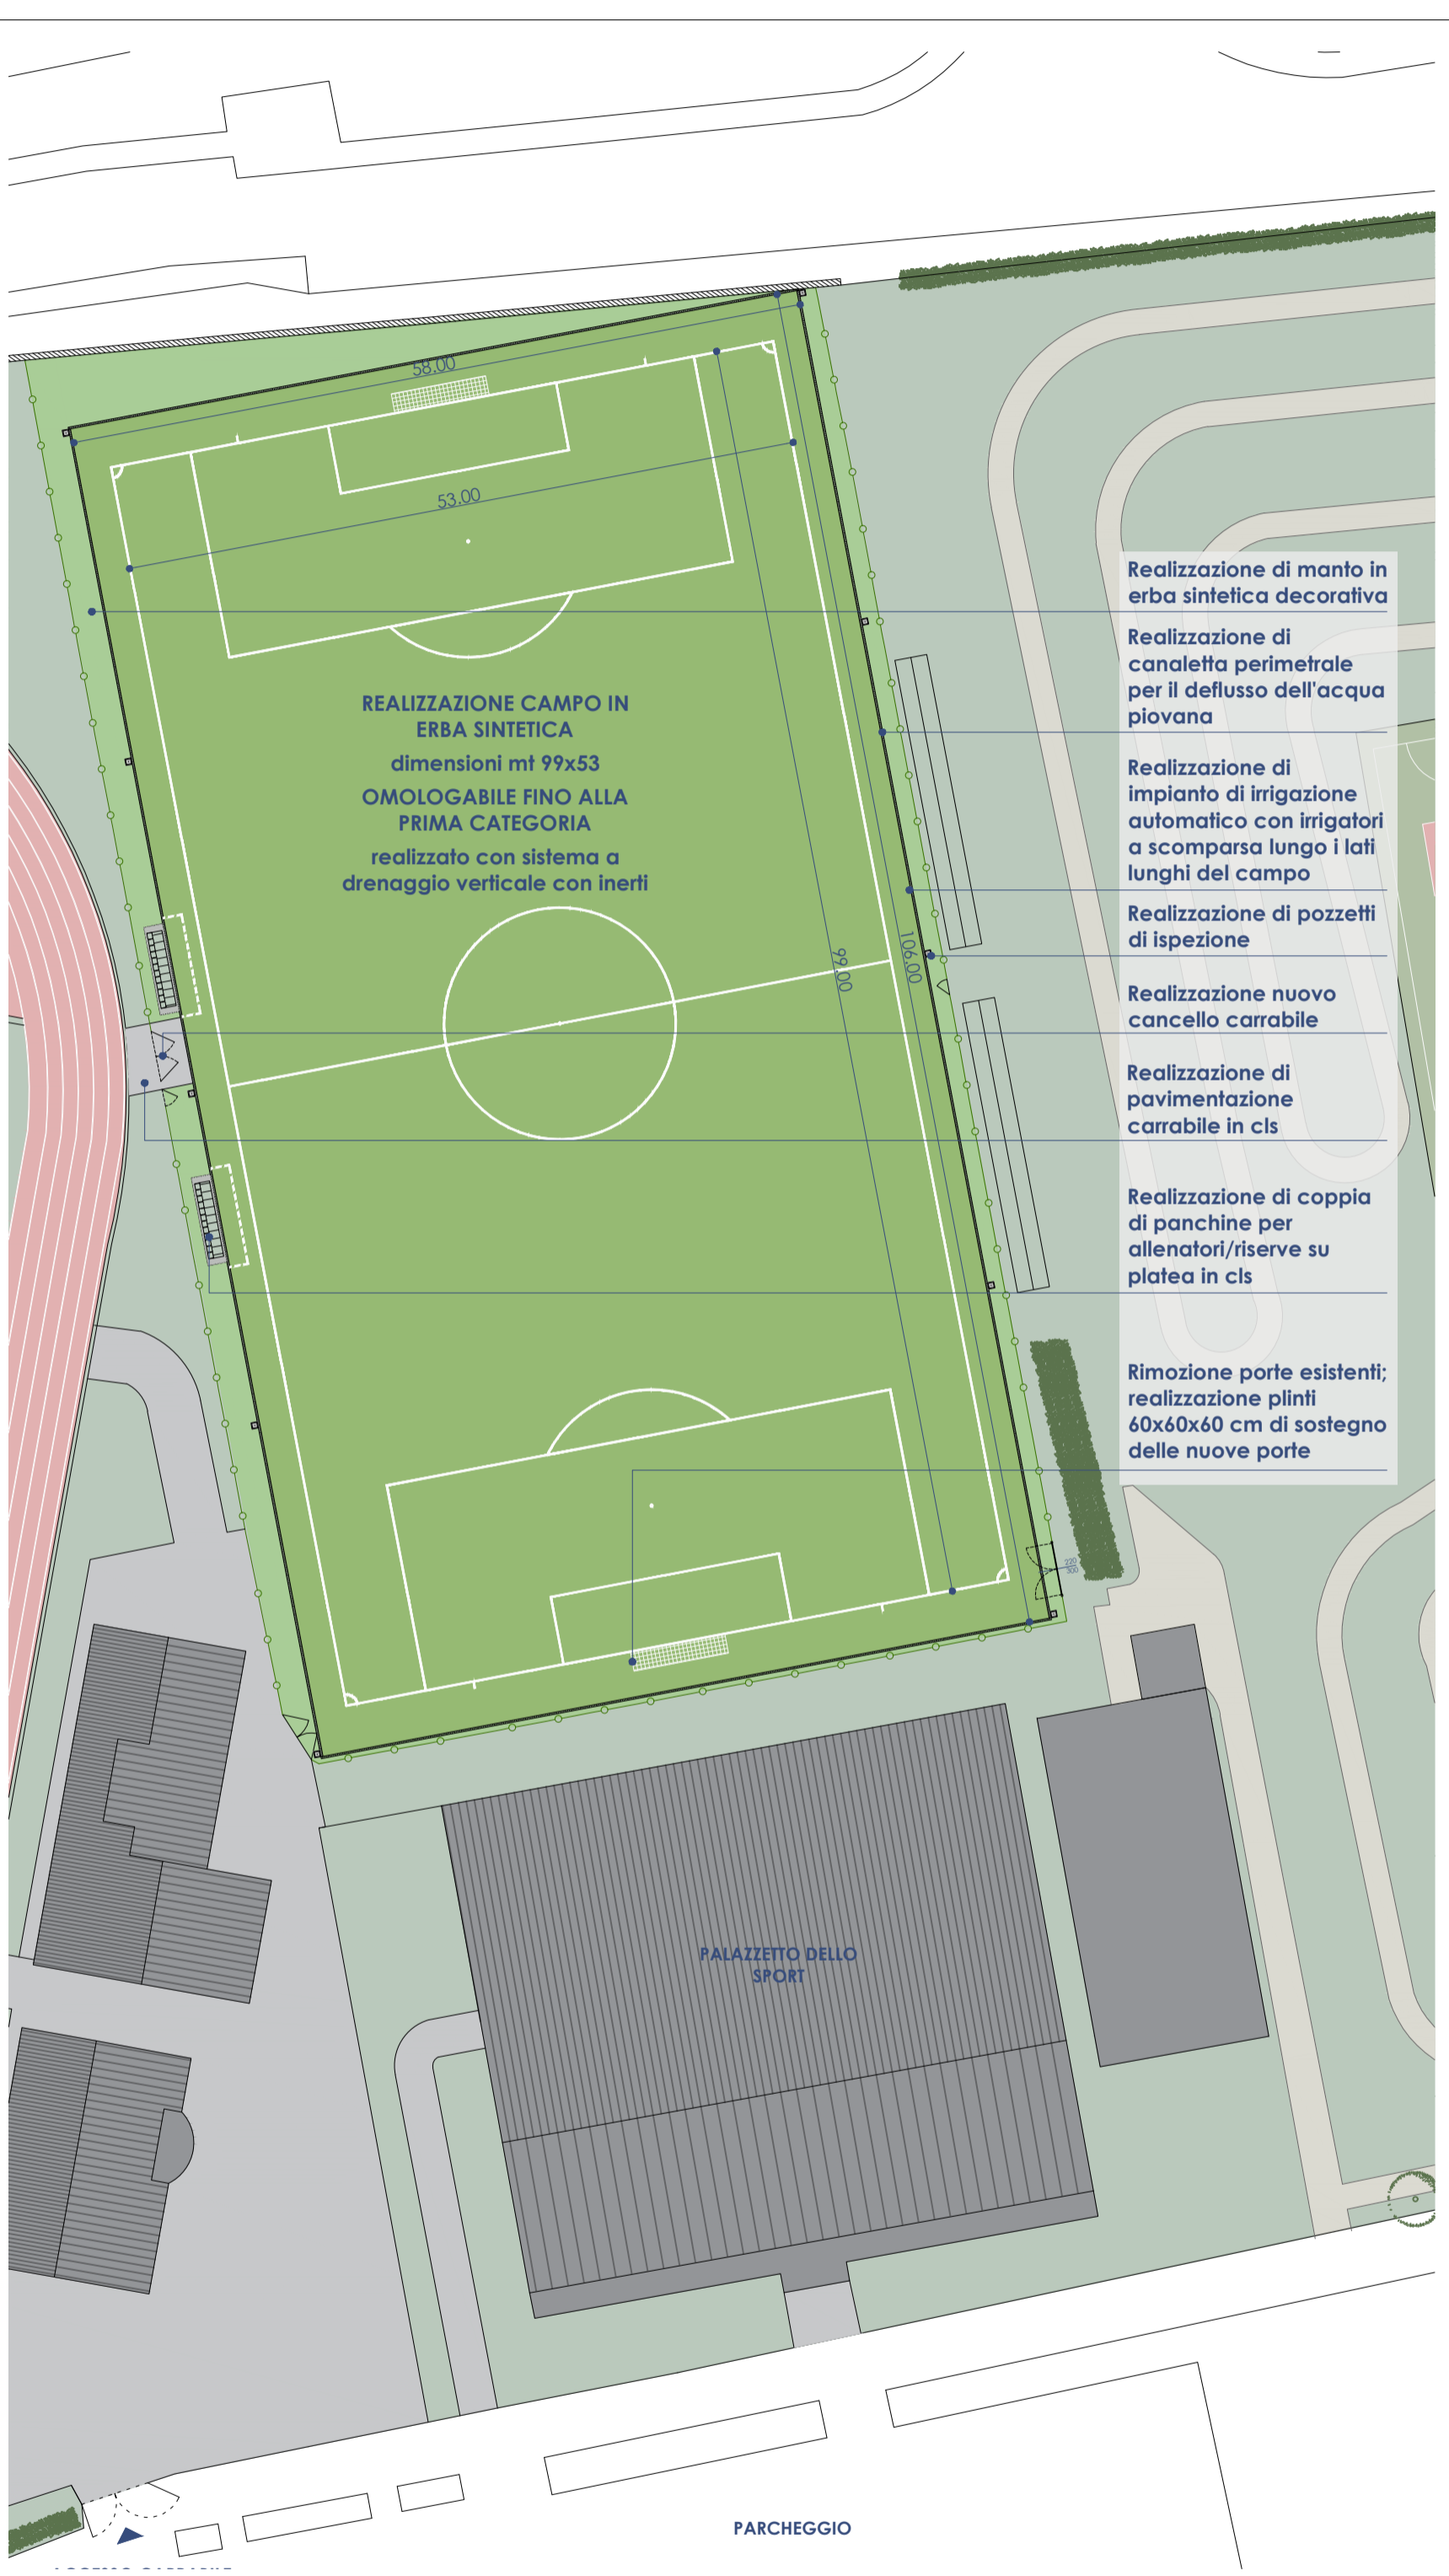 58.00
53.00
Realizzazione di manto in
erba sintetica decorativa
Realizzazione di
canaletta perimetrale
per il deflusso dell'acqua
piovana
REALIZZAZIONE CAMPO IN
ERBA SINTETICA
dimensioni mt 99x53
OMOLOGABILE FINO ALLA
PRIMA CATEGORIA
realizzato con sistema a
drenaggio verticale con inerti
Realizzazione di
impianto di irrigazione
automatico con irrigatori
a scomparsa lungo i lati
lunghi del campo
99.00
106.00
Realizzazione di pozzetti
di ispezione
Realizzazione nuovo
cancello carrabile
Realizzazione di
pavimentazione
carrabile in cls
Realizzazione di coppia
di panchine per
allenatori/riserve su
platea in cls
Rimozione porte esistenti;
realizzazione plinti
60x60x60 cm di sostegno
delle nuove porte
220
300
PALAZZETTO DELLO
SPORT
PARCHEGGIO